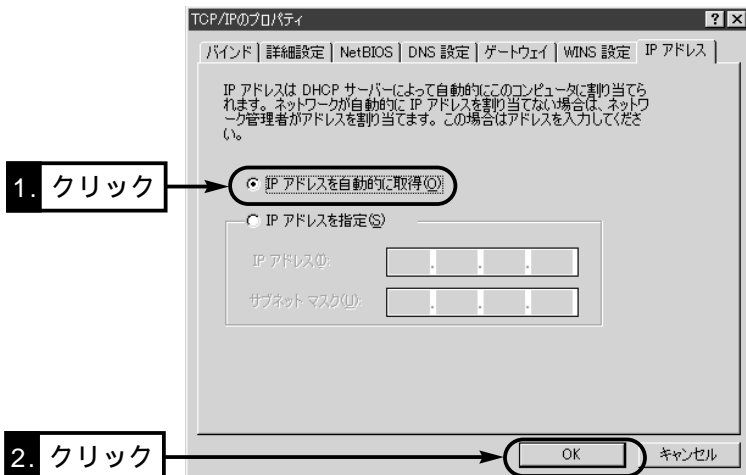 TCP/IPのプロパティ
バインド 詳細設定 NetBIOS DNS 設定 ゲートウェイ WINS 設定 IP アドレス
IP アドレスは DHCP サーバーによって自動的にこのコンピュータに割り当てら
れます。ネットワークが自動的に IP アドレスを割り当てない場合は、ネットワ
ーク管理者がアドレスを割り当てます。この場合はアドレスを入力してくださ
い。
1. クリック
IP アドレスを自動的に取得(O)
IP アドレスを指定(S)
IP アドレス(I):
サブネット マスク(U):
2. クリック
OK キャンセル